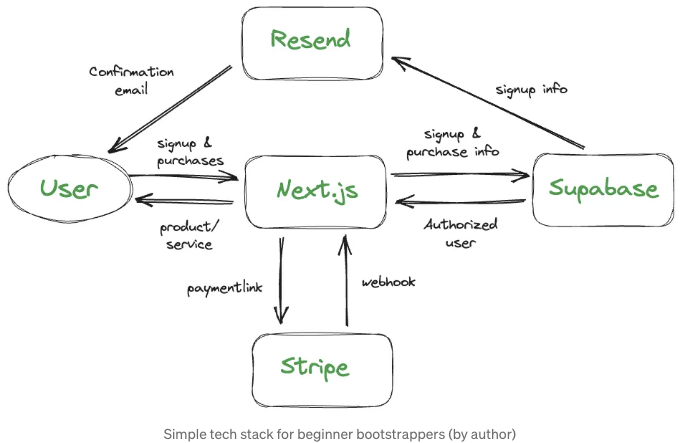 Resend
Confirmation
email
signup info
signup &
purchases
signup &
purchase info
User
Next.js
Supabase
product/
service
Authorized
user
paymentlink
webhook
Stripe
Simple tech stack for beginner bootstrappers (by author)